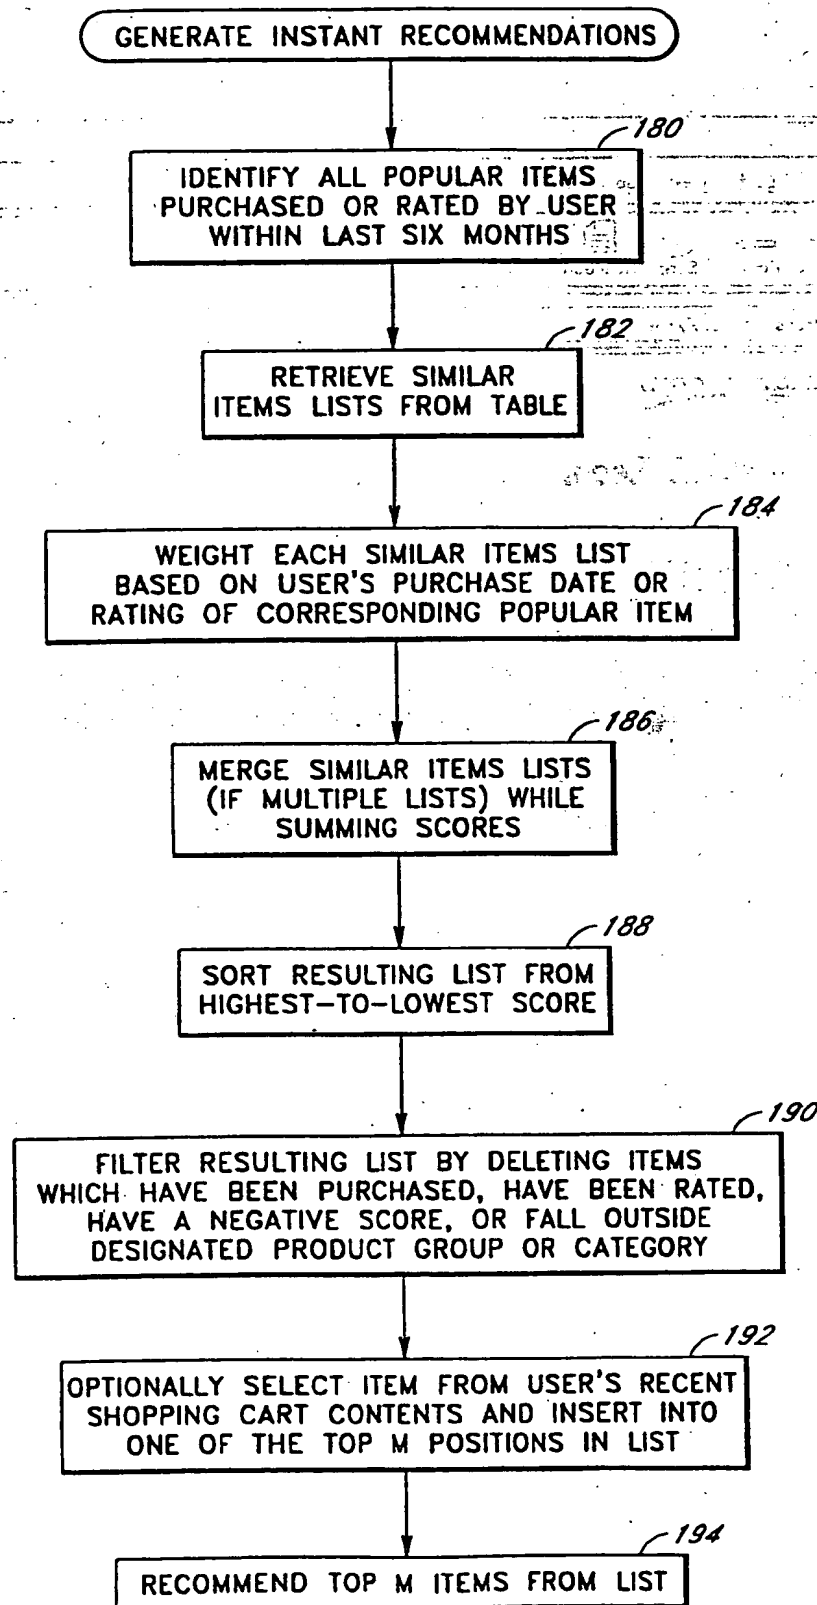 GENERATE INSTANT RECOMMENDATIONS
180
IDENTIFY ALL POPULAR ITEMS
PURCHASED OR RATED BY USER
WITHIN LAST SIX MONTHS
182
RETRIEVE SIMILAR
ITEMS LISTS FROM TABLE
184
WEIGHT EACH SIMILAR ITEMS LIST
BASED ON USER'S PURCHASE DATE OR
RATING OF CORRESPONDING POPULAR ITEM
186
MERGE SIMILAR ITEMS LISTS
(IF MULTIPLE LISTS) WHILE
SUMMING SCORES
188
SORT RESULTING LIST FROM
HIGHEST-TO-LOWEST SCORE
190
FILTER RESULTING LIST BY DELETING ITEMS
WHICH HAVE BEEN PURCHASED, HAVE BEEN RATED,
HAVE A NEGATIVE SCORE, OR FALL OUTSIDE
DESIGNATED PRODUCT GROUP OR CATEGORY
192
OPTIONALLY SELECT ITEM FROM USER'S RECENT
SHOPPING CART CONTENTS AND INSERT INTO
ONE OF THE TOP M POSITIONS IN LIST
194
RECOMMEND TOP M ITEMS FROM LIST